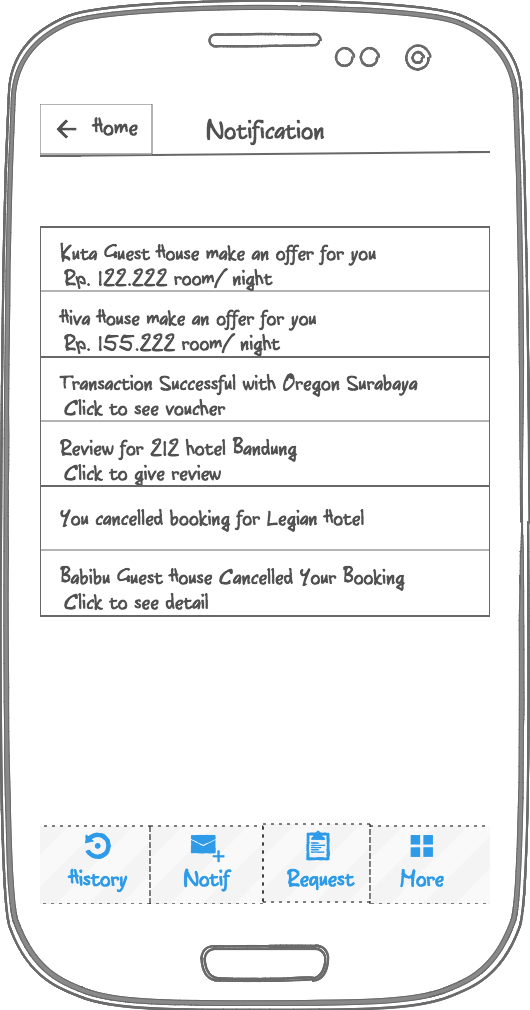 Home
Notification
Kuta Guest House make an offer for you
Rp. 122.222 room/ night
Hiva House make an offer for you
Rp. 155.222 room/ night
Transaction Successful with Oregon Surabaya
Click to see voucher
Review for 212 hotel Bandung
Click to give review
You cancelled booking for Legian Hotel
Babibu Guest House Cancelled Your Booking
Click to see detail
History Notif Request More